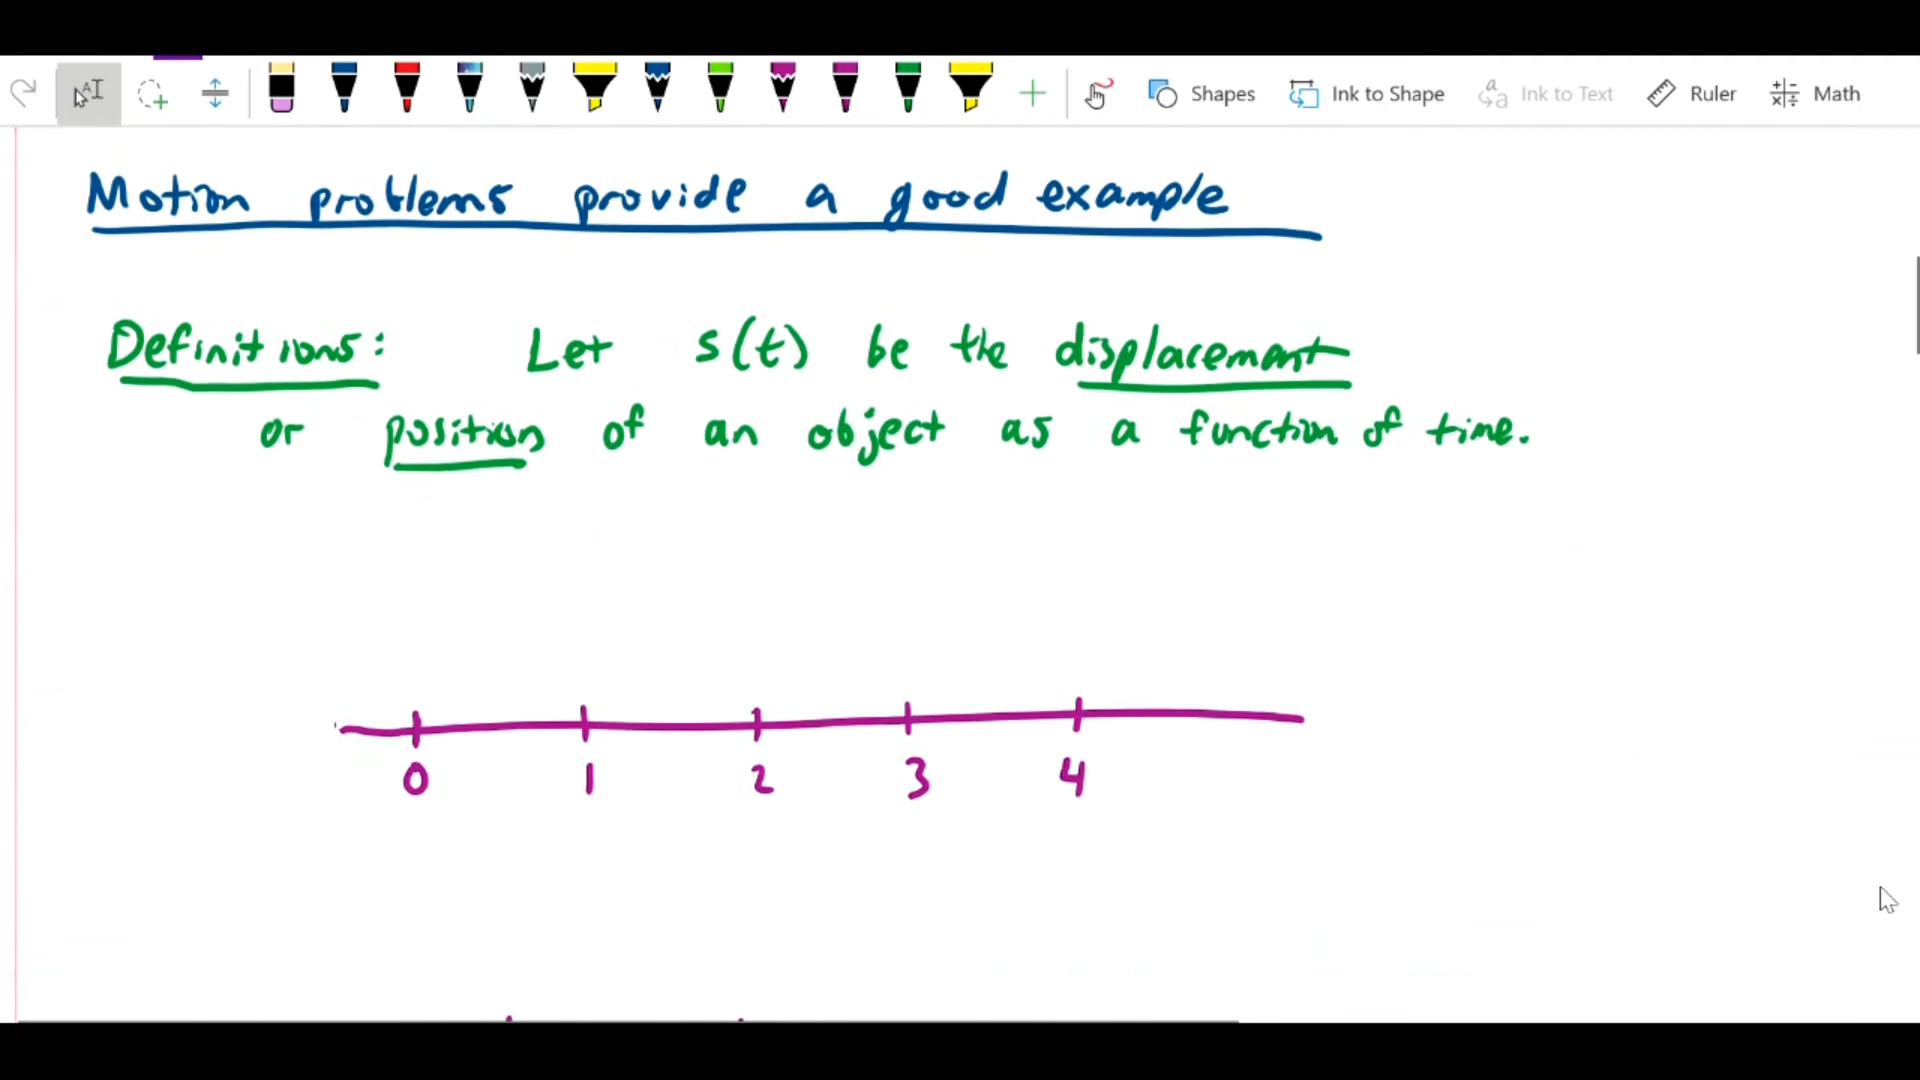 Shapes Ink to Shape Ink to Text Ruler Math
Motion problems provide a good example
Definitions: Let s(t) be the displacement
or position of an object as a function of time.
0 1 2 3 4